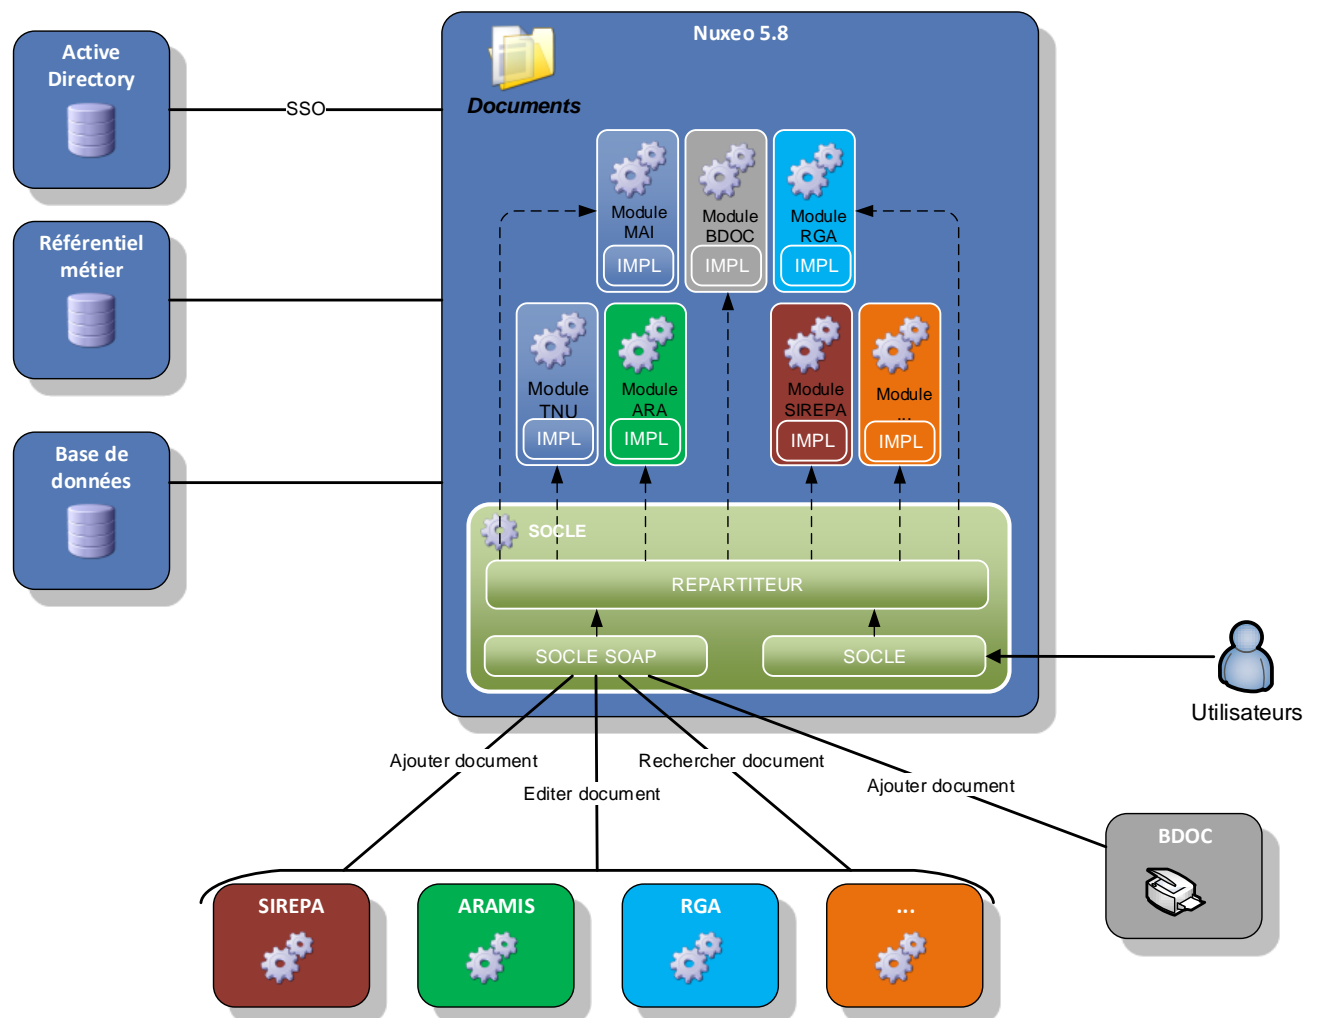 Nuxeo 5.8
Active
Directory
SSO
Documents
Référentiel
métier
Base de
données
Module
MAI
IMPL
Module
BDOC
IMPL
Module
RGA
IMPL
Module
TNU
IMPL
Module
ARA
IMPL
Module
SIREPA
IMPL
Module
...
IMPL
SOCLE
REPARTITEUR
SOCLE SOAP
SOCLE
Utilisateurs
Ajouter document
Editer document
Rechercher document
Ajouter document
BDOC
SIREPA
ARAMIS
RGA
...